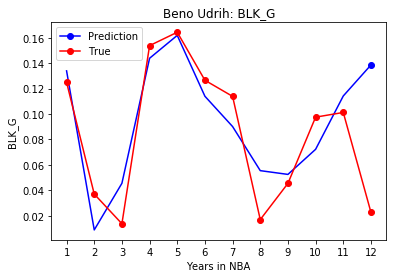 Beno Udrih: BLK_G
Prediction
True
BLK_G
0.16
0.14
0.12
0.10
0.08
0.06
0.04
0.02
1 2 3 4 5 6 7 8 9 10 11 12
Years in NBA